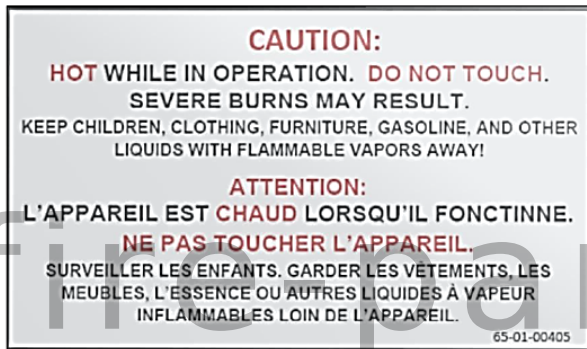 CAUTION:
HOT WHILE IN OPERATION. DO NOT TOUCH.
SEVERE BURNS MAY RESULT.
KEEP CHILDREN, CLOTHING, FURNITURE, GASOLINE, AND OTHER
LIQUIDS WITH FLAMMABLE VAPORS AWAY!
ATTENTION:
L'APPAREIL EST CHAUD LORSQU'IL FONCTINNE.
NE PAS TOUCHER L'APPAREIL.
SURVEILLER LES ENFANTS. GARDER LES VÊTEMENTS, LES
MEUBLES, L'ESSENCE OU AUTRES LIQUIDES À VAPEUR
INFLAMMABLES LOIN DE L'APPAREIL.
65-01-00405
fire-par